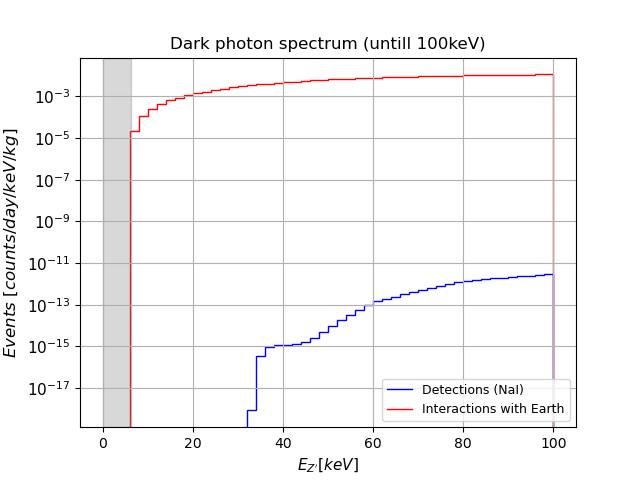 Dark photon spectrum (untill 100keV)
Events [counts/day/keV/kg]
10⁻³
10⁻⁵
10⁻⁷
10⁻⁹
10⁻¹¹
10⁻¹³
10⁻¹⁵
10⁻¹⁷
Detections (NaI)
Interactions with Earth
0 20 40 60 80 100
E_Z′[keV]